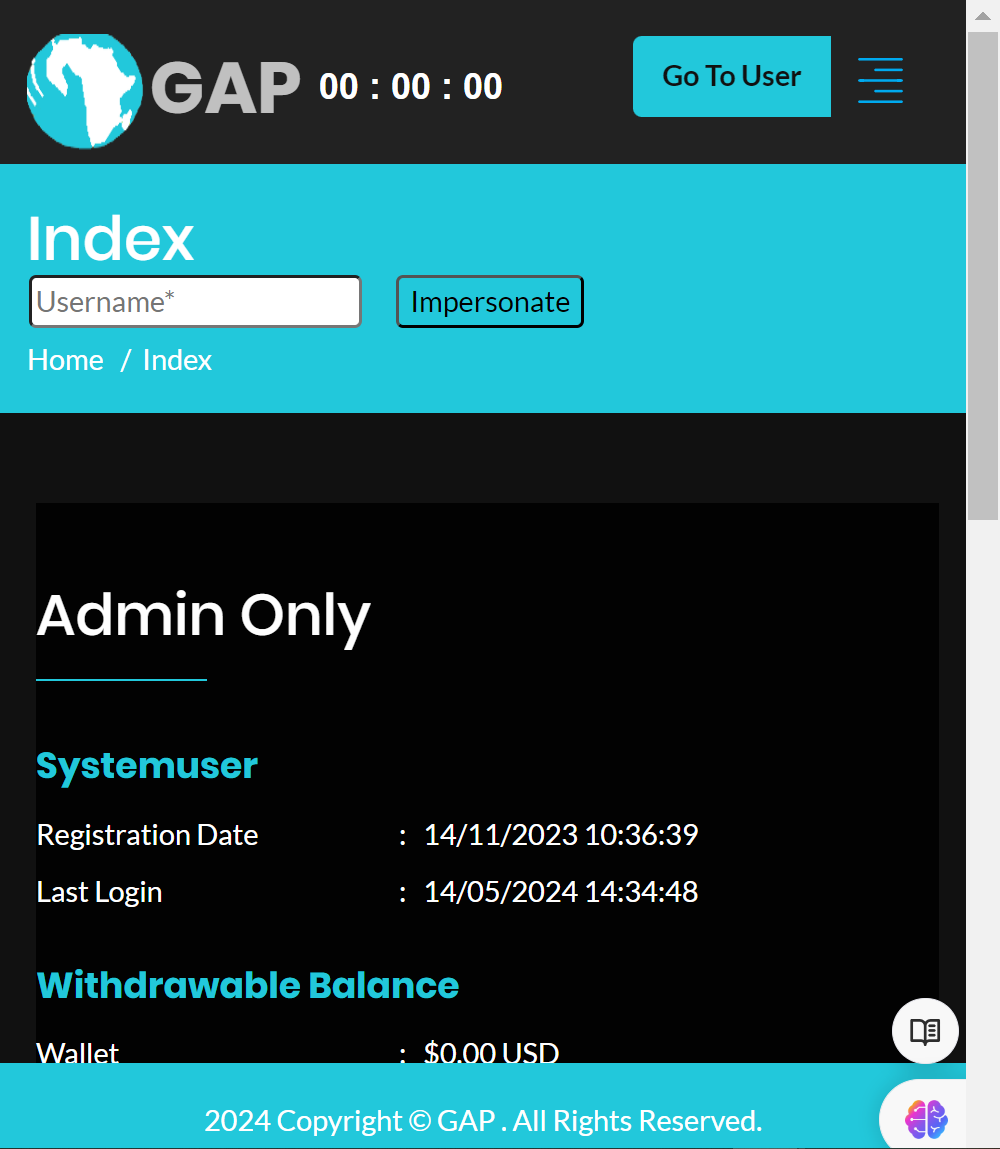 GAP 00 : 00 : 00 Go To User
Index
Username* Impersonate
Home / Index
Admin Only
Systemuser
Registration Date : 14/11/2023 10:36:39
Last Login : 14/05/2024 14:34:48
Withdrawable Balance
Wallet : $0.00 USD
2024 Copyright © GAP . All Rights Reserved.